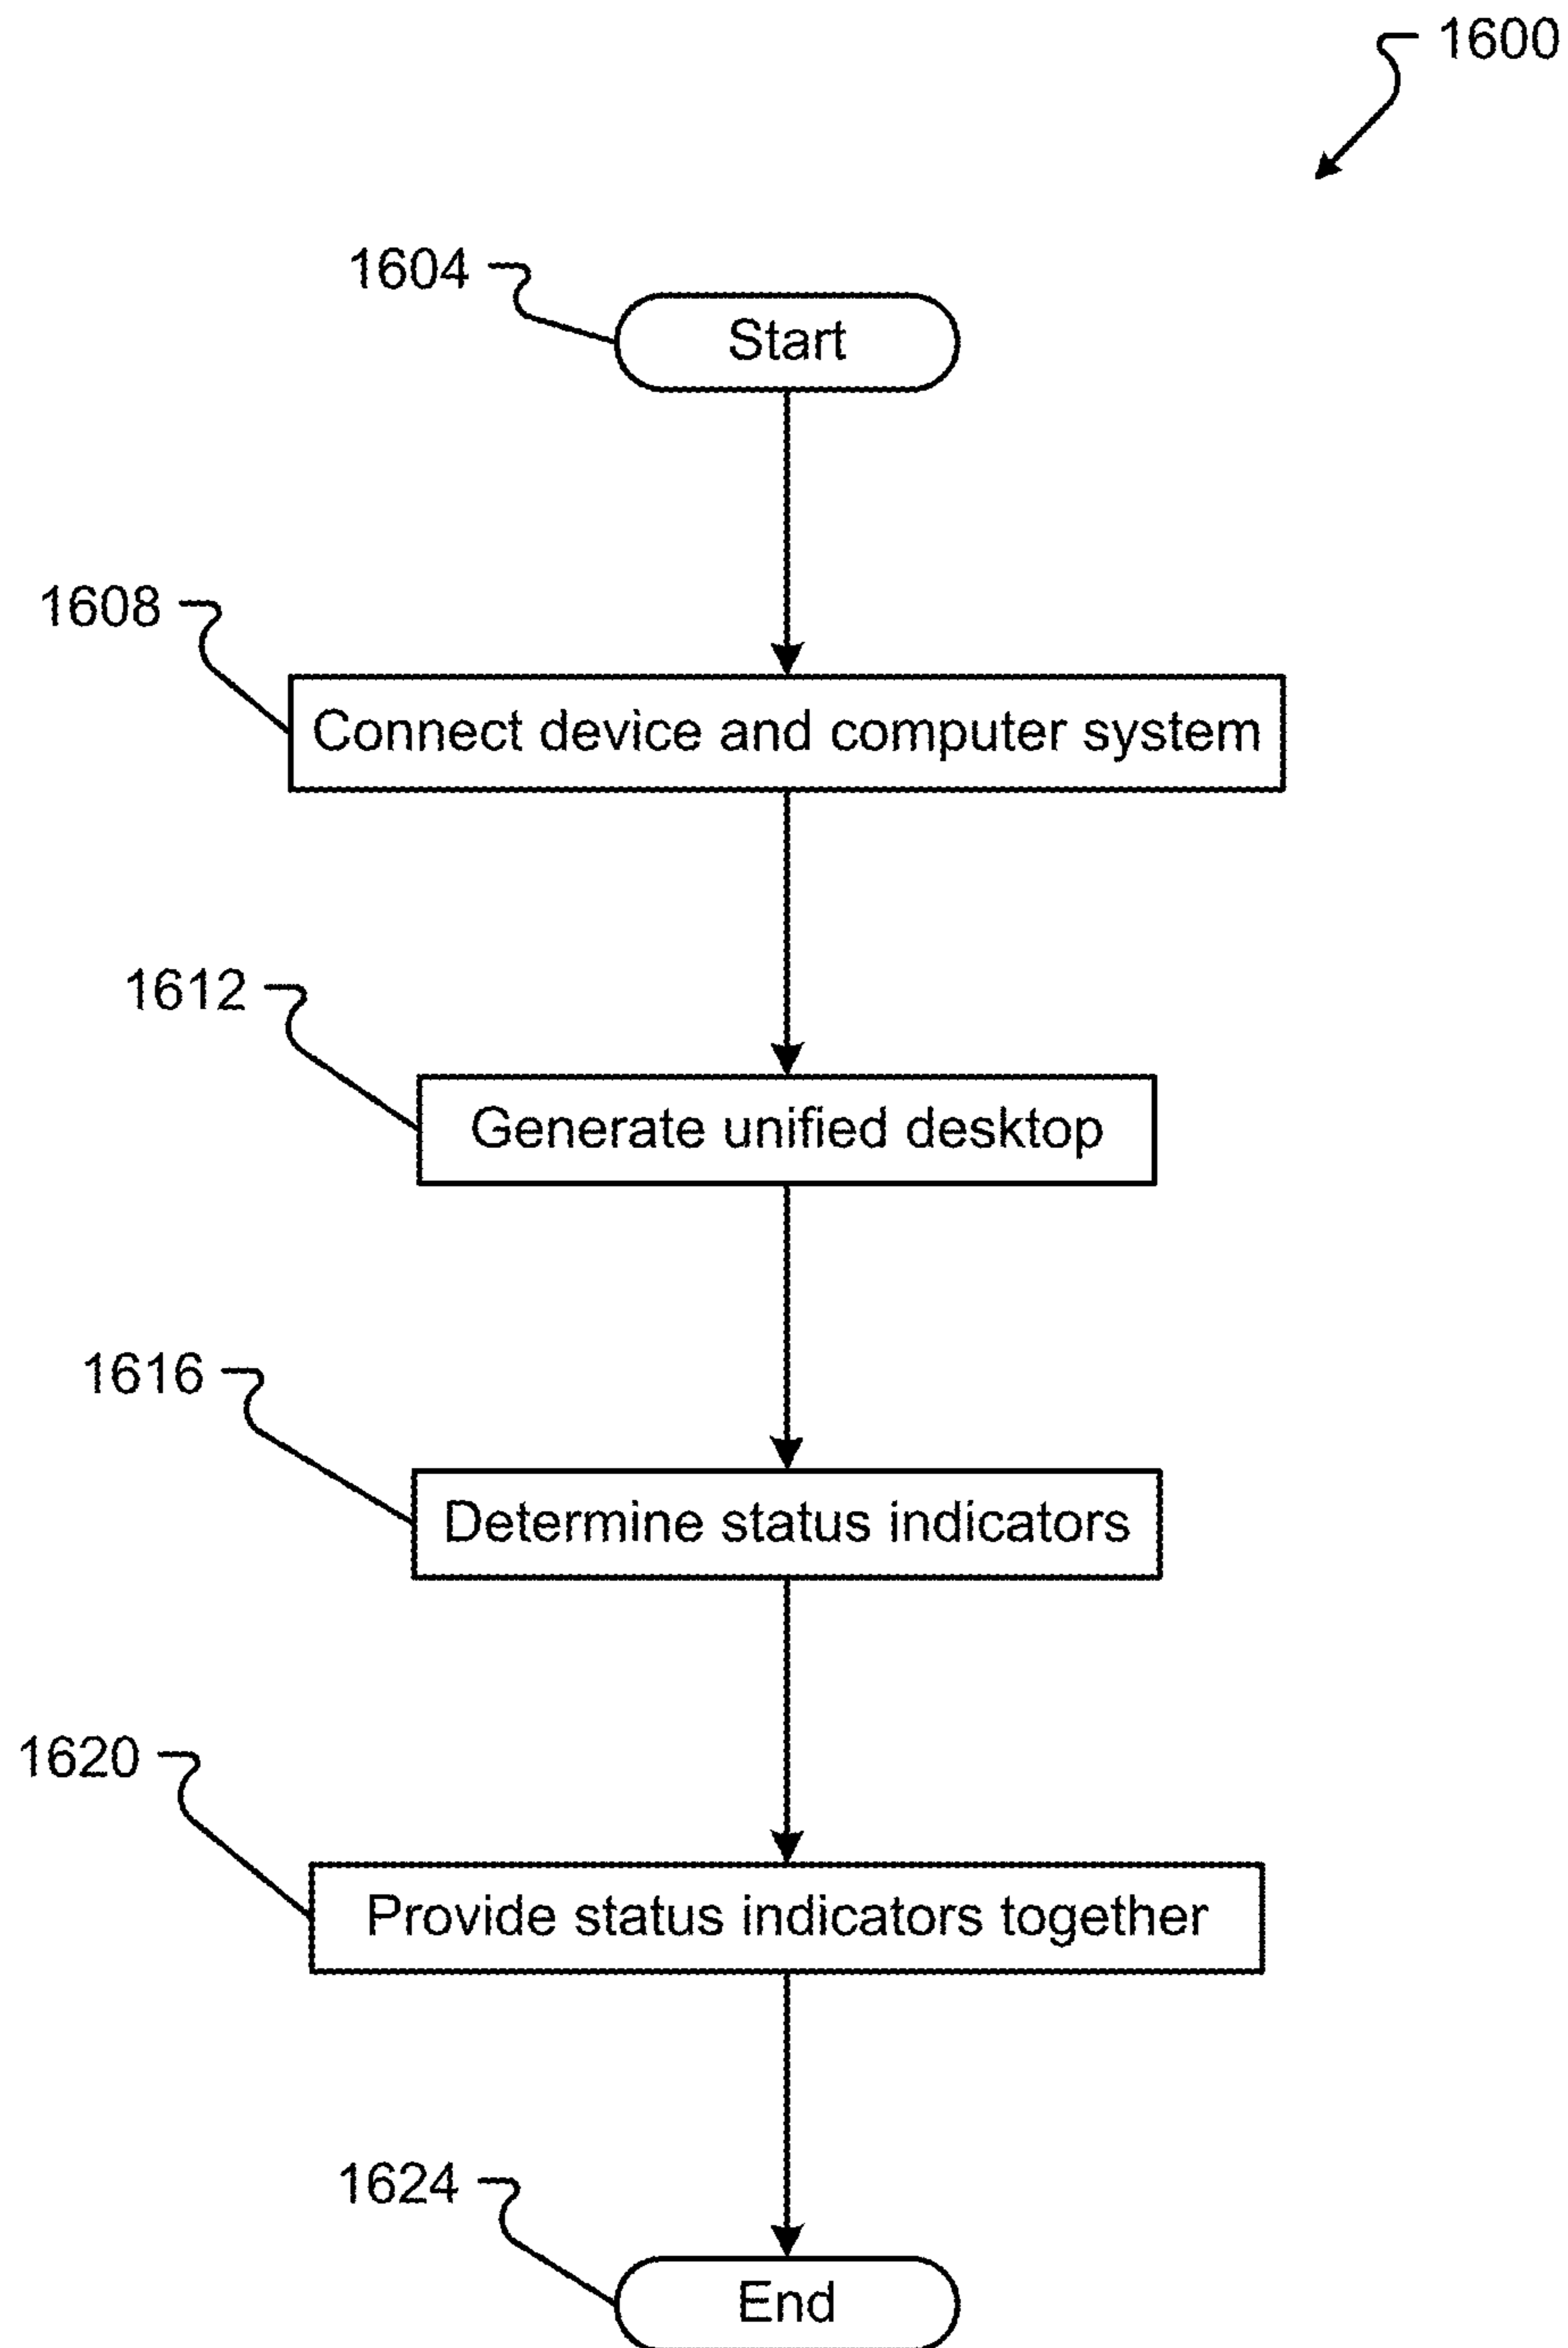 1600
1604
Start
1608
Connect device and computer system
1612
Generate unified desktop
1616
Determine status indicators
1620
Provide status indicators together
1624
End